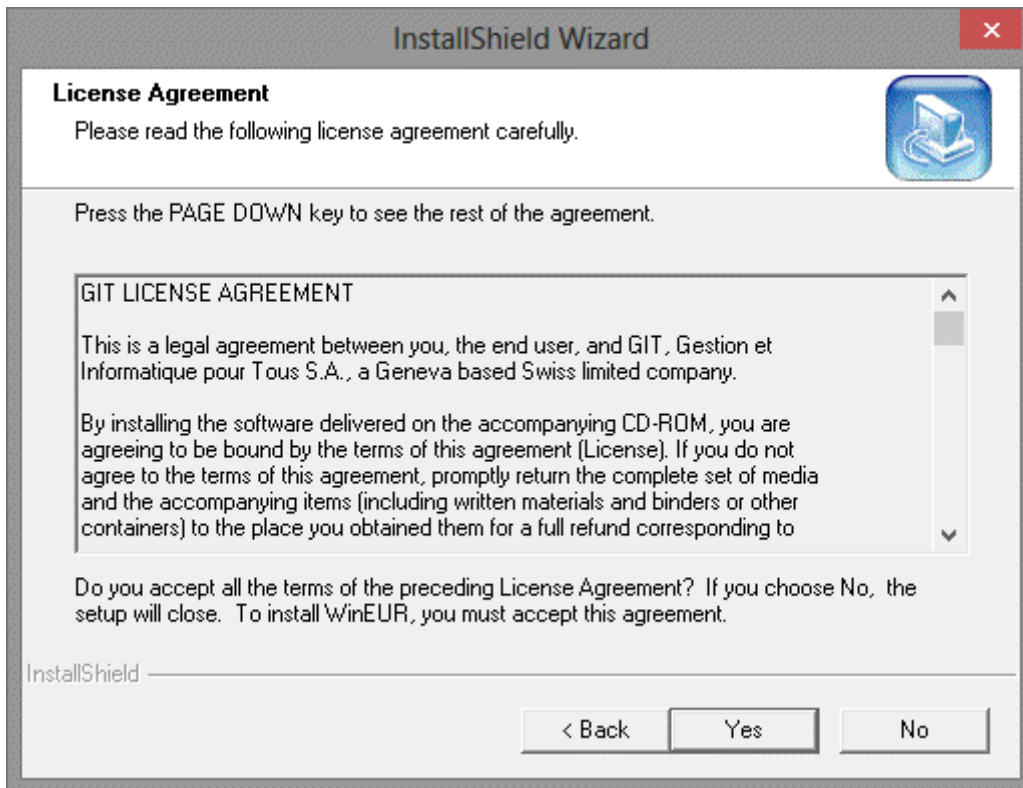 InstallShield Wizard
License Agreement
Please read the following license agreement carefully.
Press the PAGE DOWN key to see the rest of the agreement.
GIT LICENSE AGREEMENT
This is a legal agreement between you, the end user, and GIT, Gestion et
Informatique pour Tous S.A., a Geneva based Swiss limited company.
By installing the software delivered on the accompanying CD-ROM, you are
agreeing to be bound by the terms of this agreement (License). If you do not
agree to the terms of this agreement, promptly return the complete set of media
and the accompanying items (including written materials and binders or other
containers) to the place you obtained them for a full refund corresponding to
Do you accept all the terms of the preceding License Agreement?  If you choose No,  the
setup will close.  To install WinEUR, you must accept this agreement.
InstallShield
< Back
Yes
No